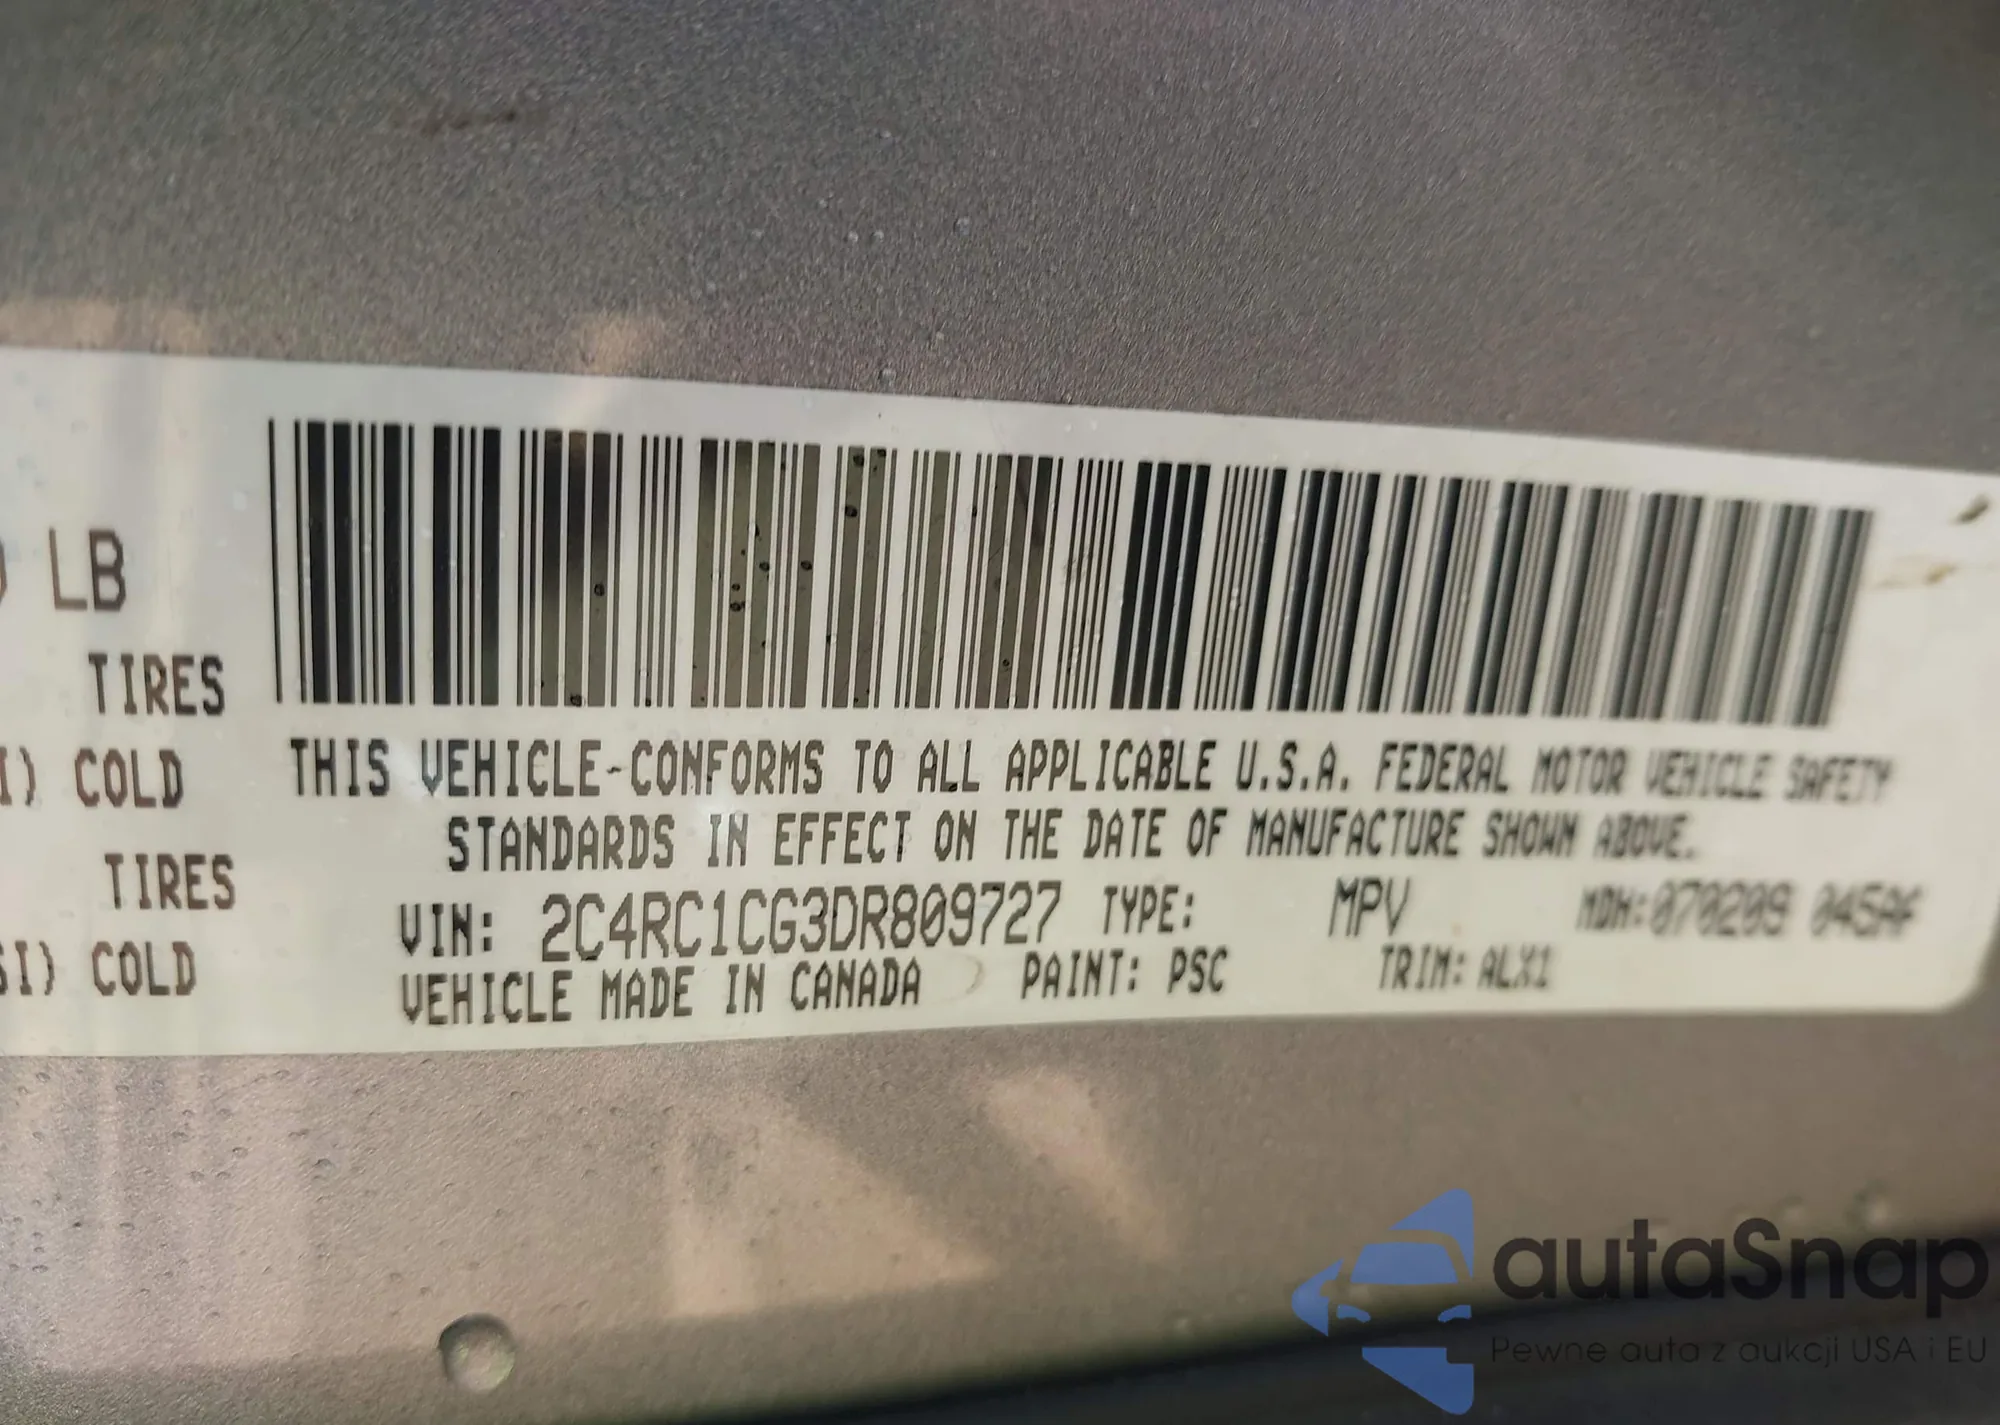 LB
TIRES
I) COLD
TIRES
SI) COLD
THIS VEHICLE-CONFORMS TO ALL APPLICABLE U.S.A. FEDERAL MOTOR VEHICLE SAFETY
STANDARDS IN EFFECT ON THE DATE OF MANUFACTURE SHOWN ABOVE.
VIN: 2C4RC1CG3DR809727 TYPE: MPV MDH:070209 045AF
VEHICLE MADE IN CANADA PAINT: PSC TRIM: ALX1
autaSnap
Pewne auta z aukcji USA i EU